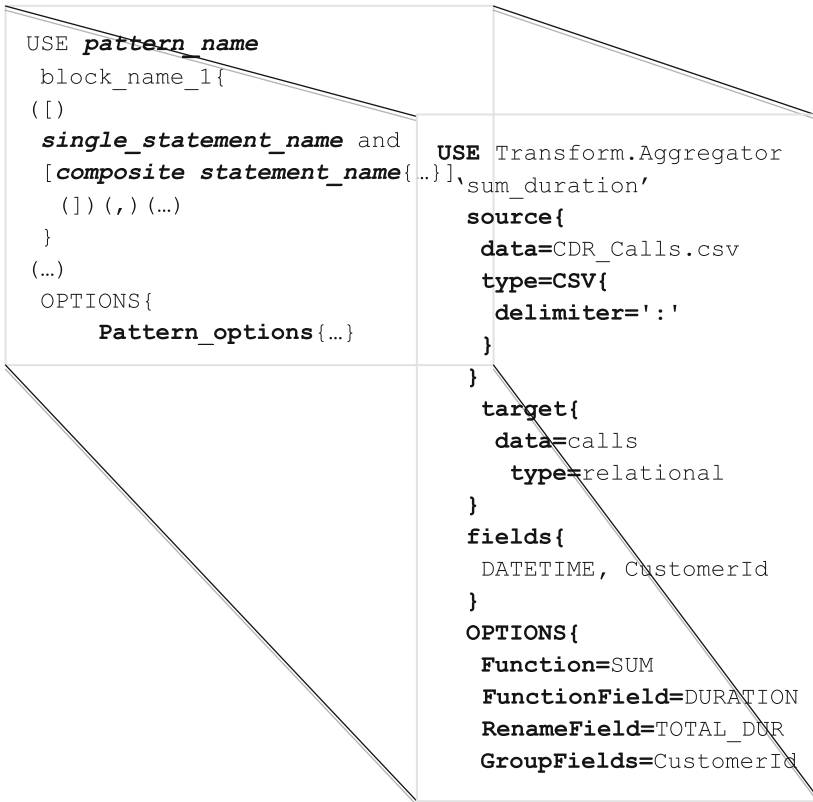 USE pattern_name
block_name_1{
([)
single_statement_name and
[composite statement_name{…}]
(])(,)(…)
}
(…)
OPTIONS{
Pattern_options{…}
USE Transform.Aggregator
‘sum_duration’
source{
data=CDR_Calls.csv
type=CSV{
delimiter=':'
}
}
target{
data=calls
type=relational
}
fields{
DATETIME, CustomerId
}
OPTIONS{
Function=SUM
FunctionField=DURATION
RenameField=TOTAL_DUR
GroupFields=CustomerId